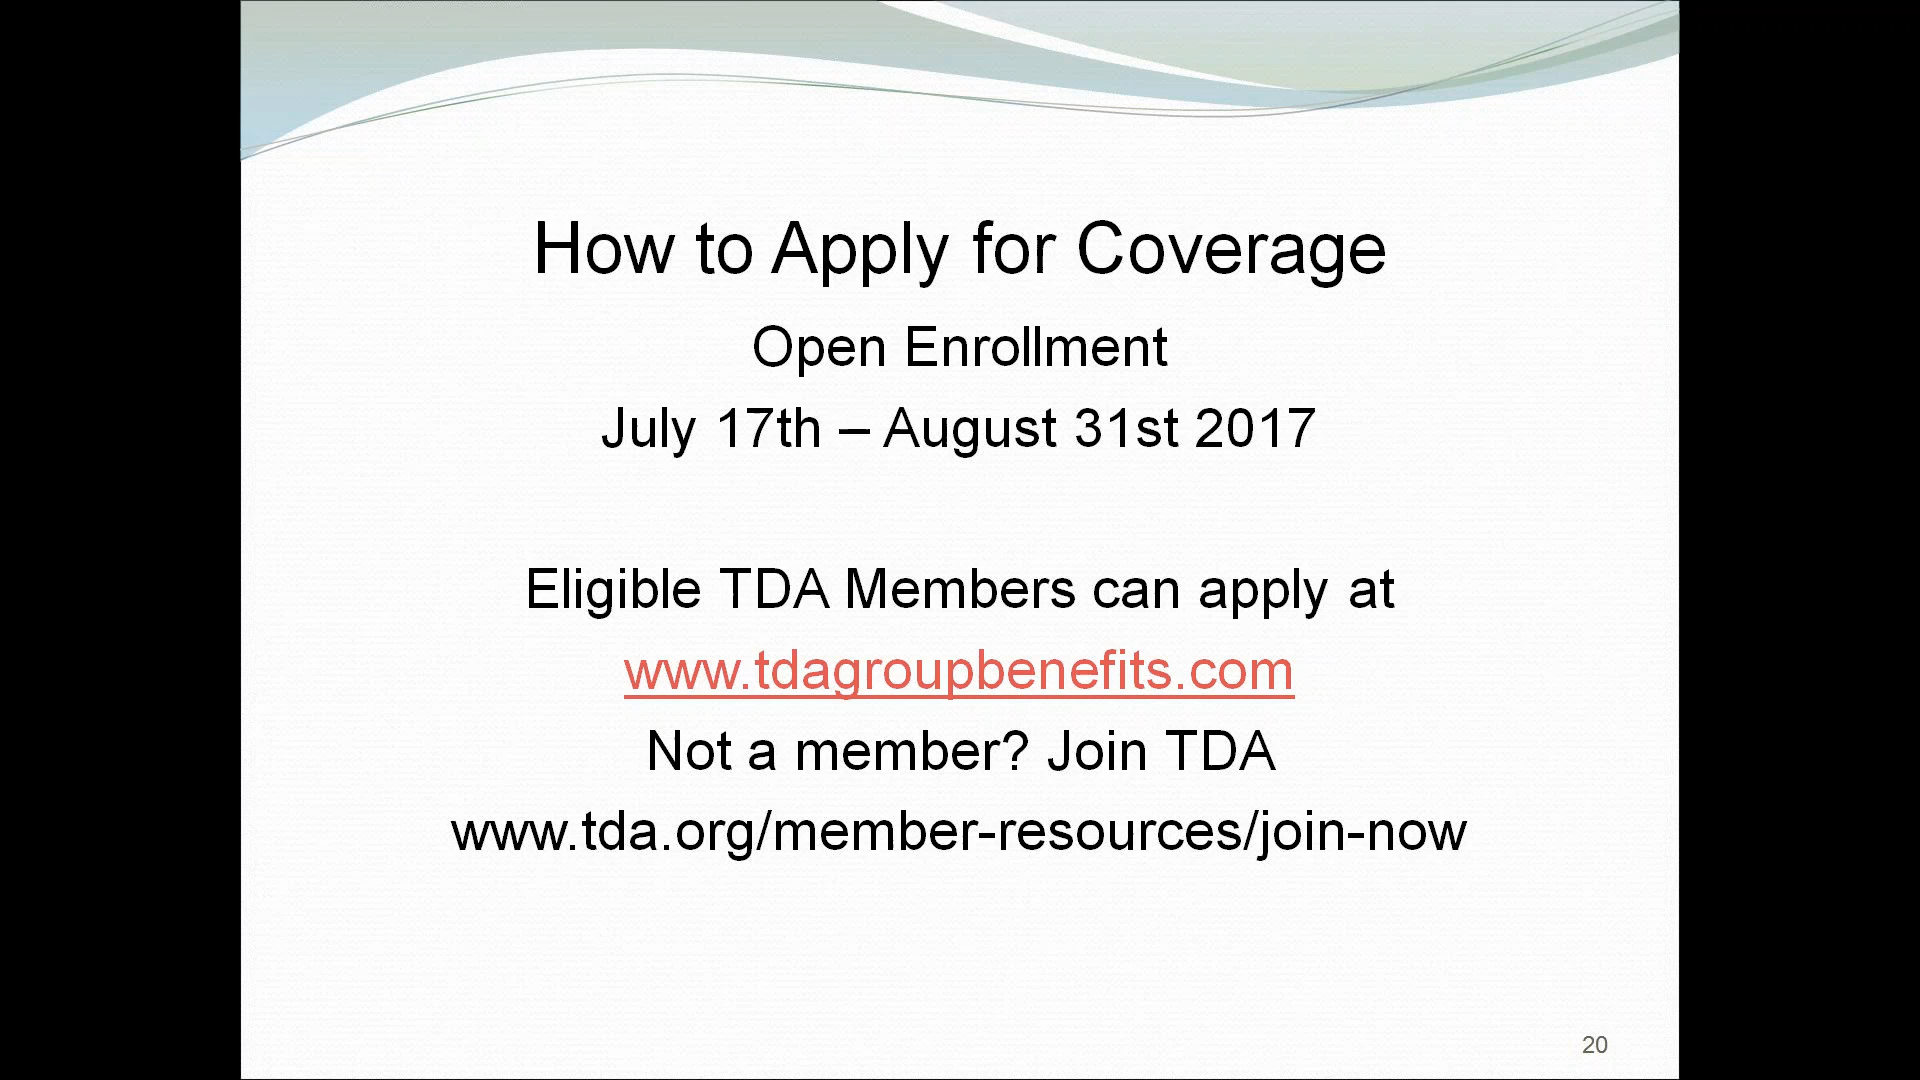 How to Apply for Coverage
Open Enrollment
July 17th – August 31st 2017
Eligible TDA Members can apply at
www.tdagroupbenefits.com
Not a member? Join TDA
www.tda.org/member-resources/join-now
20